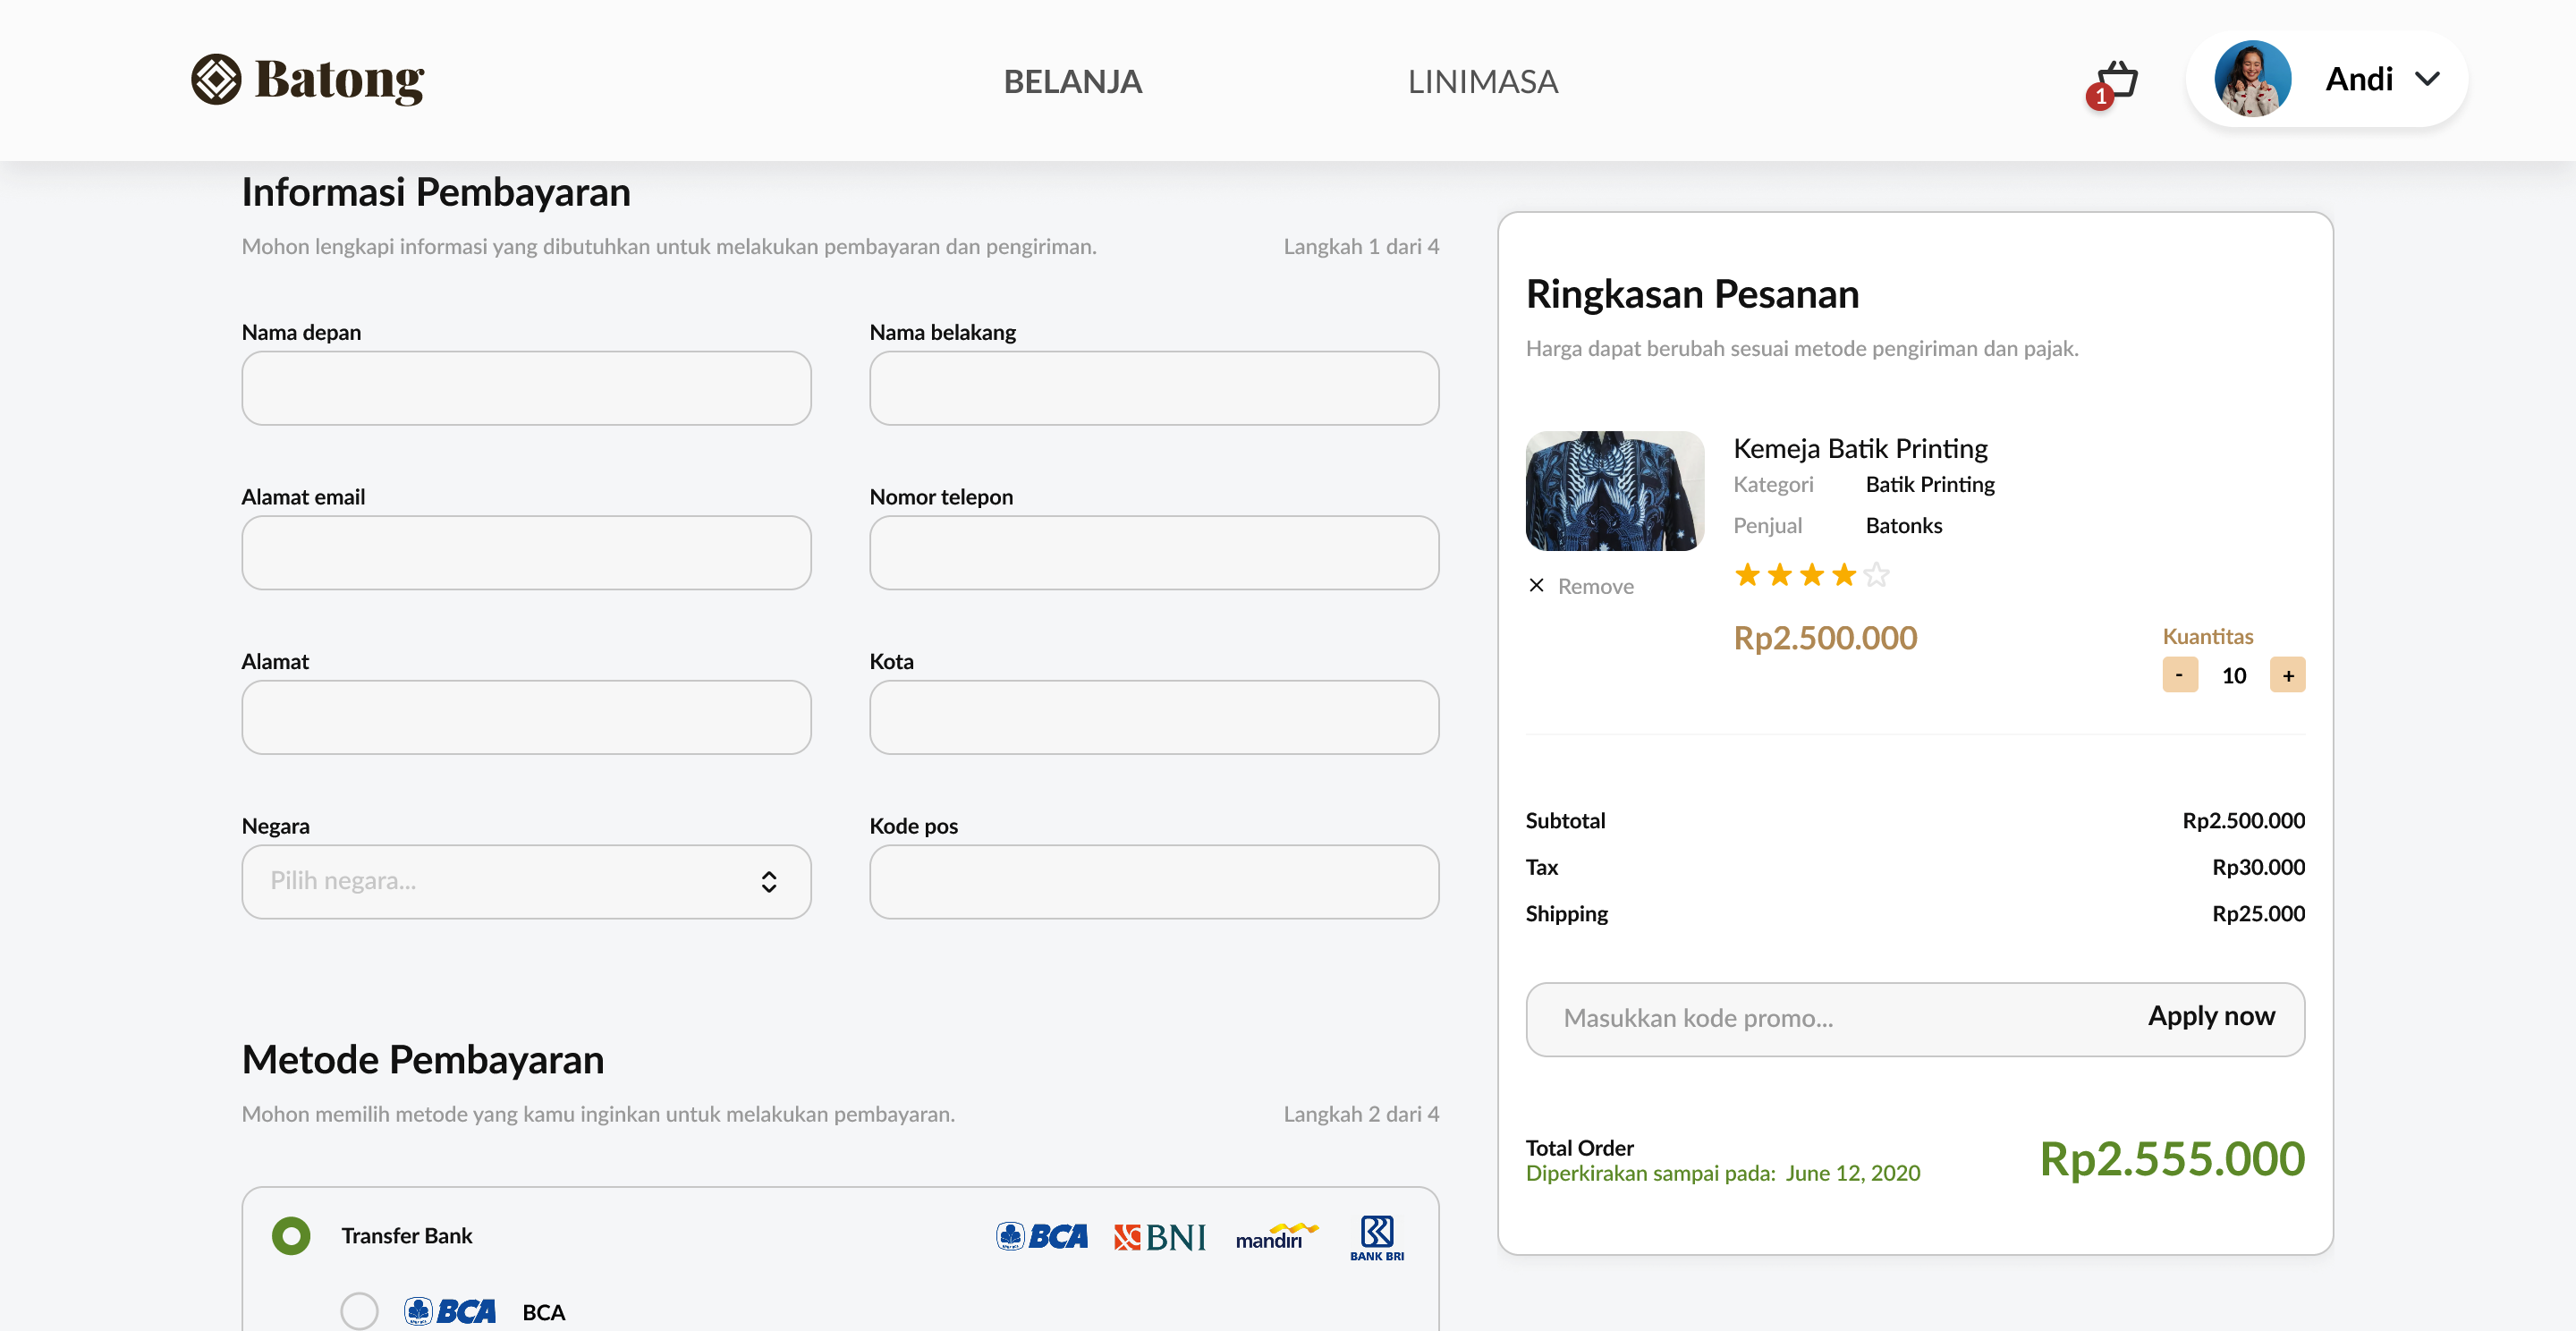 Batong
BELANJA
LINIMASA
1
Andi
Informasi Pembayaran
Mohon lengkapi informasi yang dibutuhkan untuk melakukan pembayaran dan pengiriman.
Langkah 1 dari 4
Nama depan
Nama belakang
Alamat email
Nomor telepon
Alamat
Kota
Negara
Kode pos
Pilih negara...
Metode Pembayaran
Mohon memilih metode yang kamu inginkan untuk melakukan pembayaran.
Langkah 2 dari 4
Transfer Bank
BCA
BNI
mandiri
BANK BRI
BCA
BCA
Ringkasan Pesanan
Harga dapat berubah sesuai metode pengiriman dan pajak.
Kemeja Batik Printing
Kategori Batik Printing
Penjual Batonks
Remove
Rp2.500.000
Kuantitas
- 10 +
Subtotal Rp2.500.000
Tax Rp30.000
Shipping Rp25.000
Masukkan kode promo... Apply now
Total Order
Diperkirakan sampai pada: June 12, 2020
Rp2.555.000